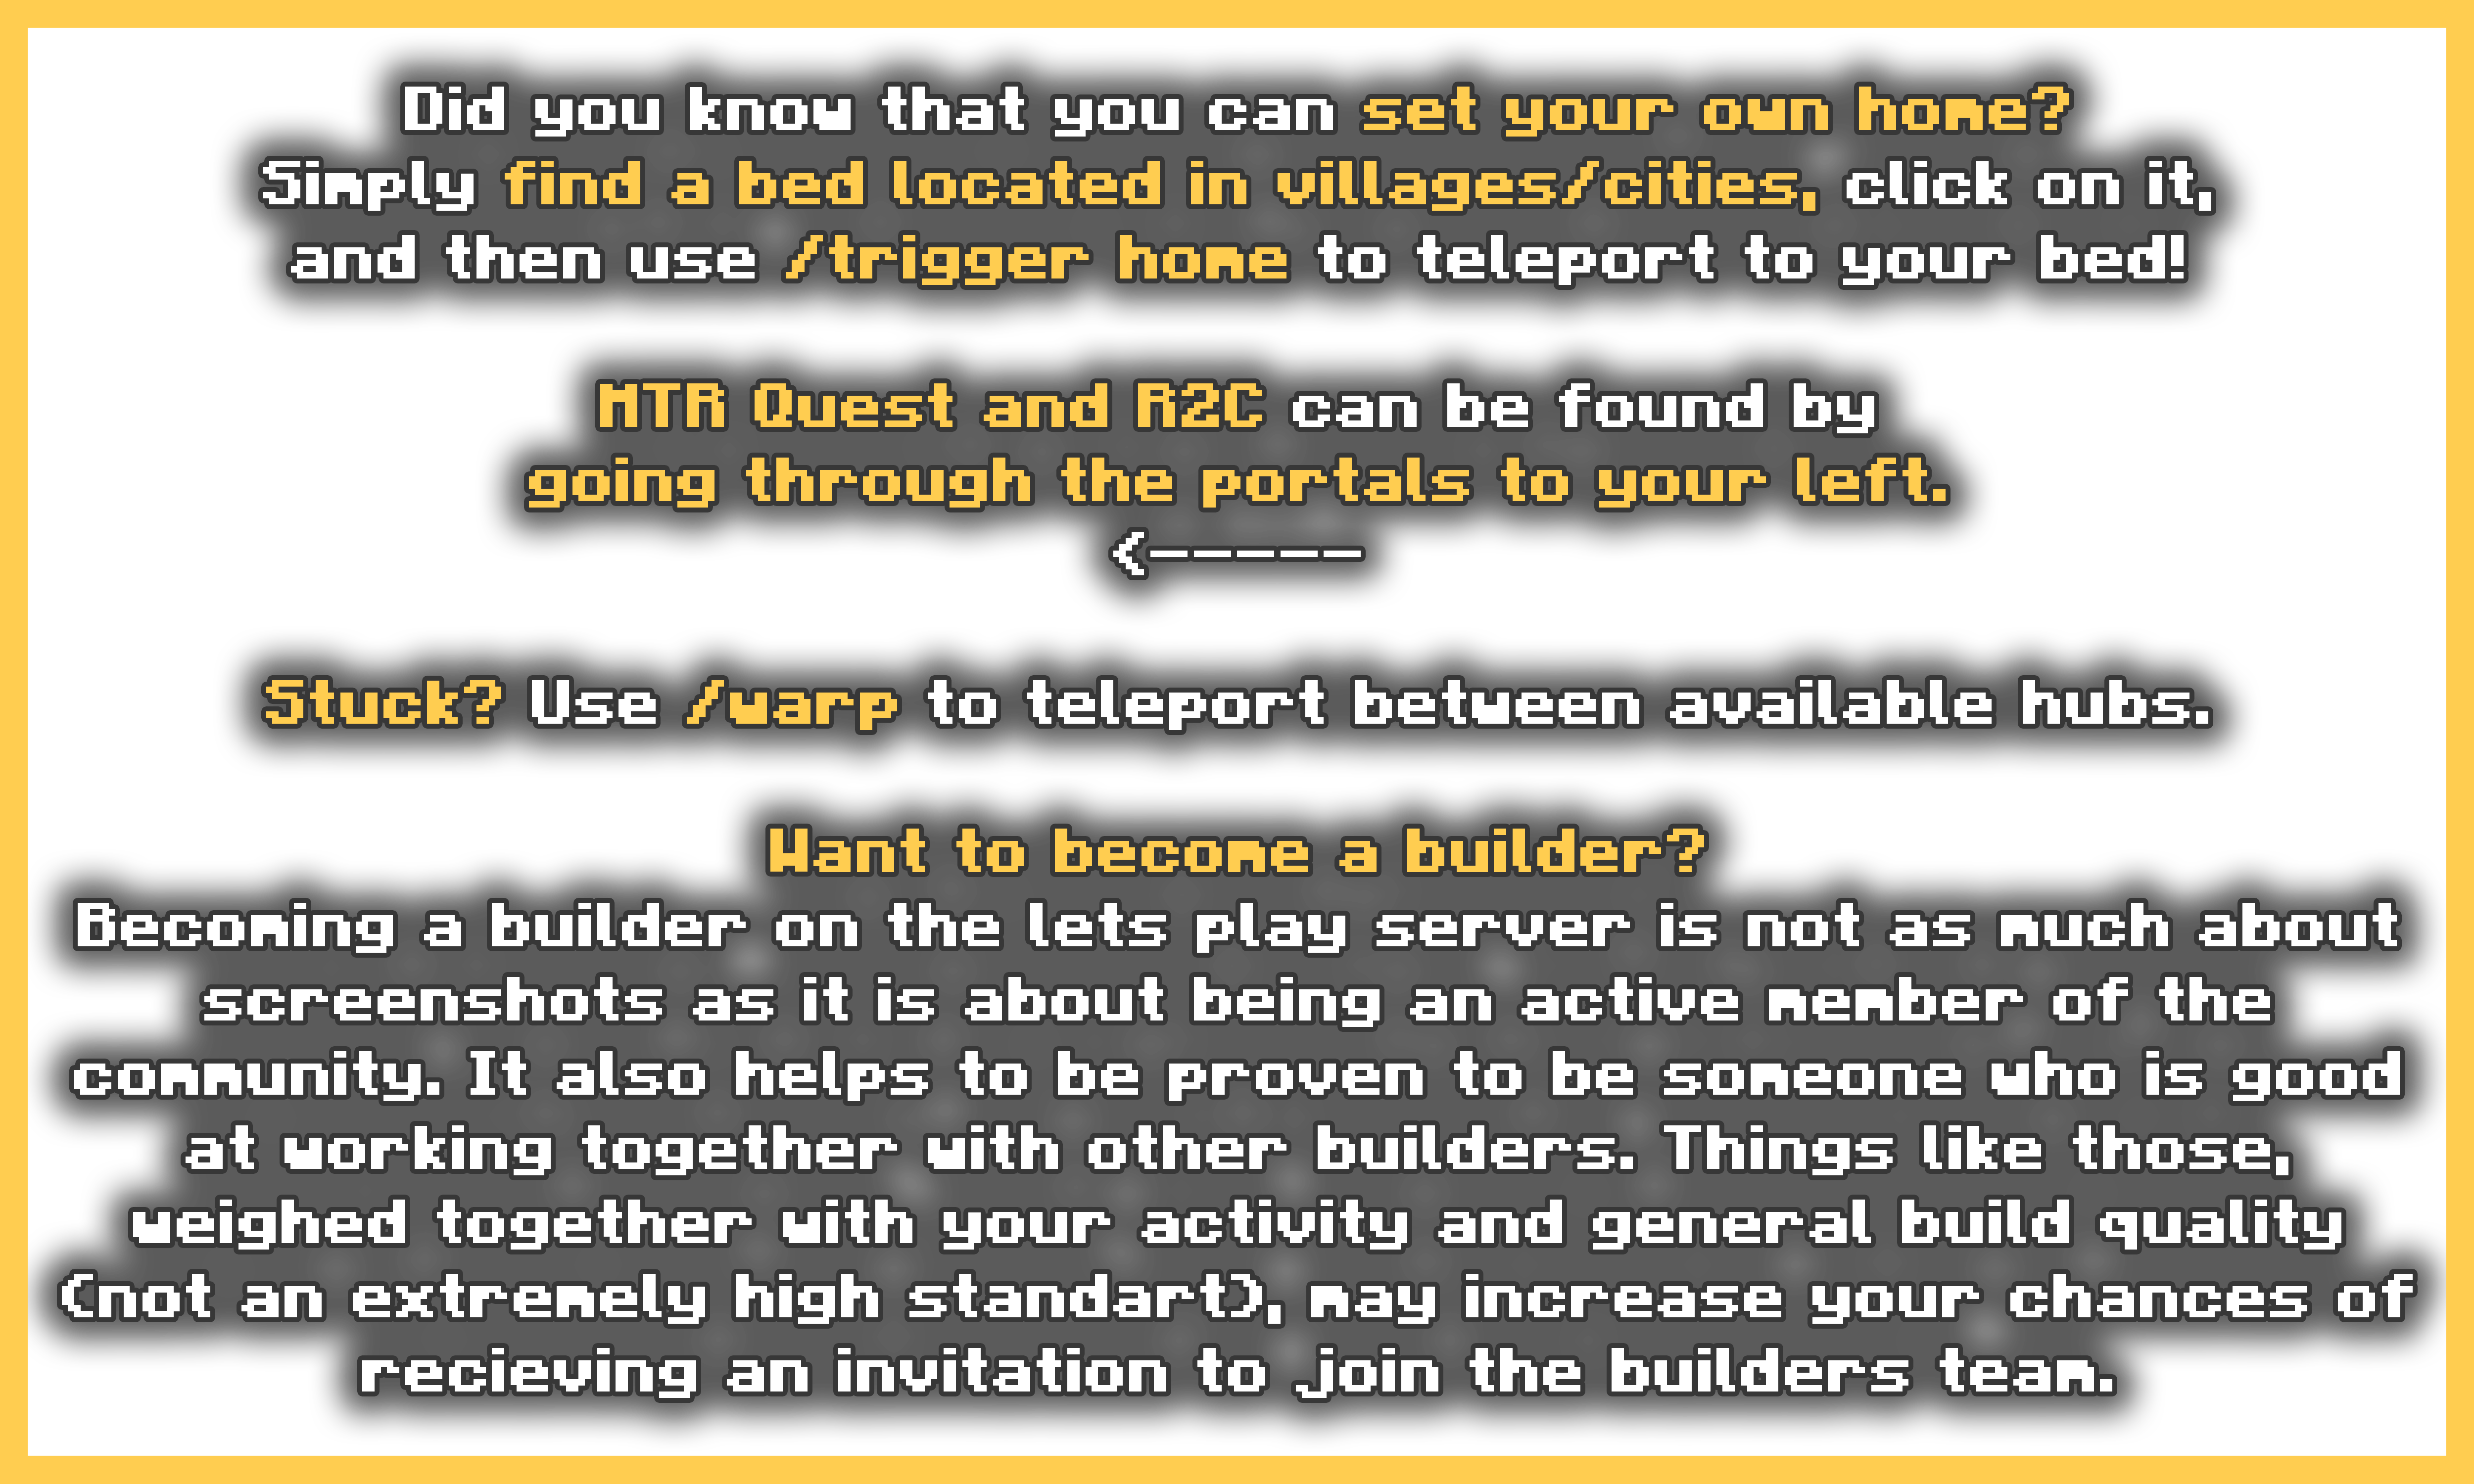 Did you know that you can set your own home?
Simply find a bed located in villages/cities, click on it,
and then use /trigger home to teleport to your bed!
MTR Quest and R2C can be found by
going through the portals to your left.
<-----
Stuck? Use /warp to teleport between available hubs.
Want to become a builder?
Becoming a builder on the lets play server is not as much about
screenshots as it is about being an active member of the
community. It also helps to be proven to be someone who is good
at working together with other builders. Things like those,
weighed together with your activity and general build quality
(not an extremely high standart), may increase your chances of
recieving an invitation to join the builders team.